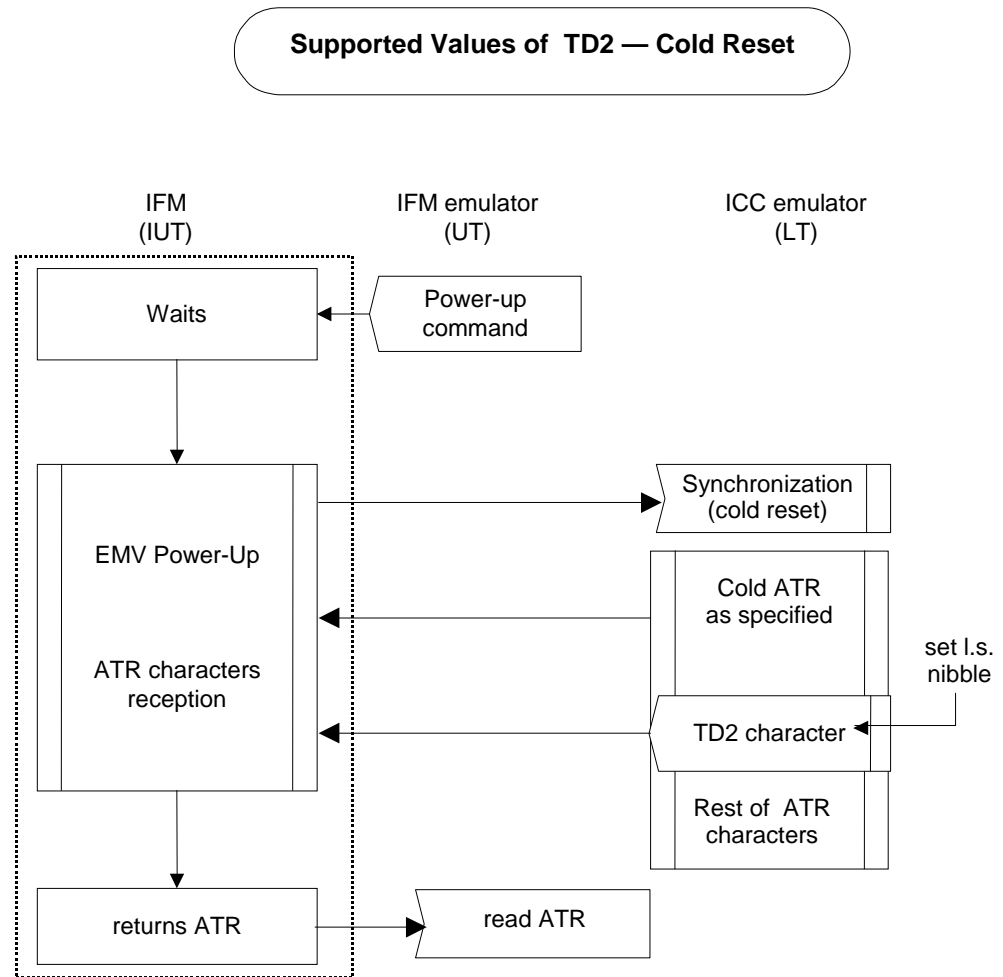 Supported Values of TD2 — Cold Reset
IFM
(IUT)
IFM emulator
(UT)
ICC emulator
(LT)
Waits
Power-up
command
EMV Power-Up
Synchronization
(cold reset)
Cold ATR
as specified
ATR characters
reception
set l.s.
nibble
TD2 character
Rest of ATR
characters
returns ATR
read ATR